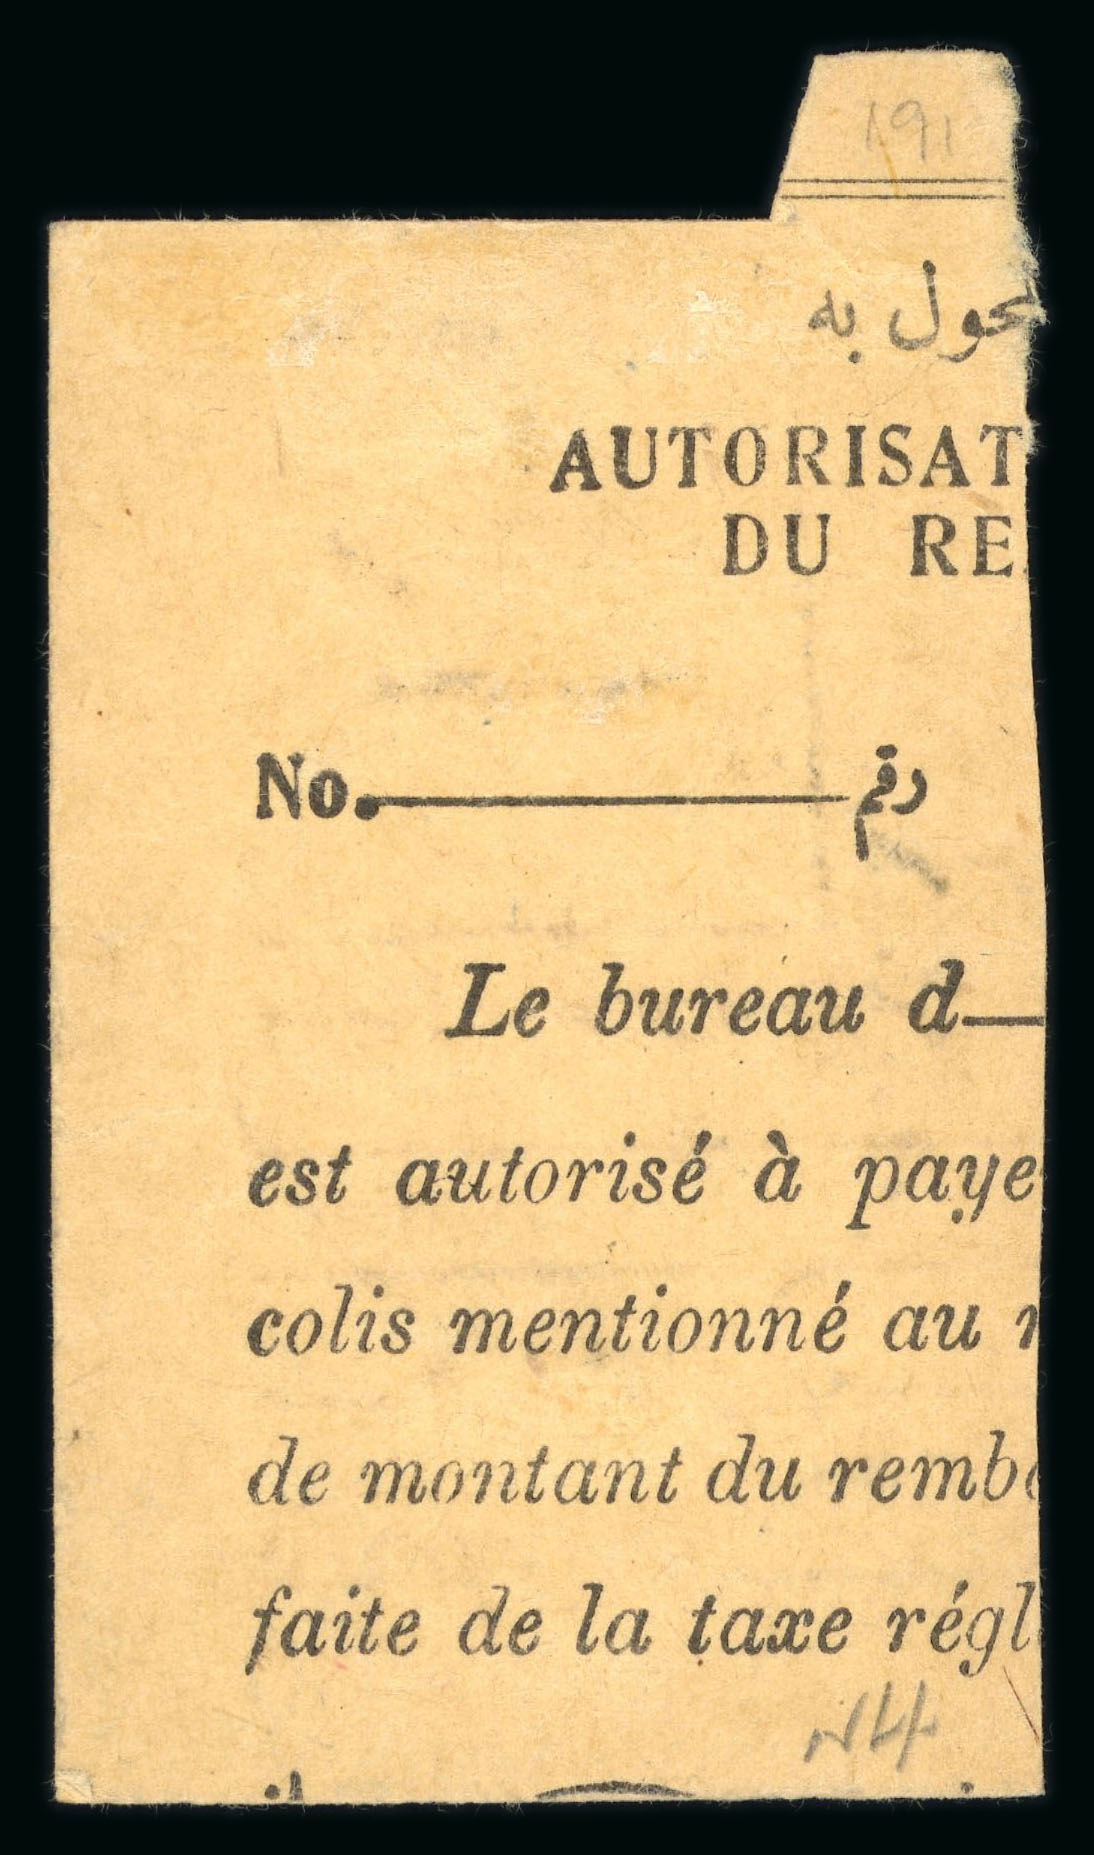 191
محول به
AUTORISAT
DU RE
No. رقم
Le bureau d
est autorisé à paye
colis mentionné au
de montant du remb
faite de la taxe régl